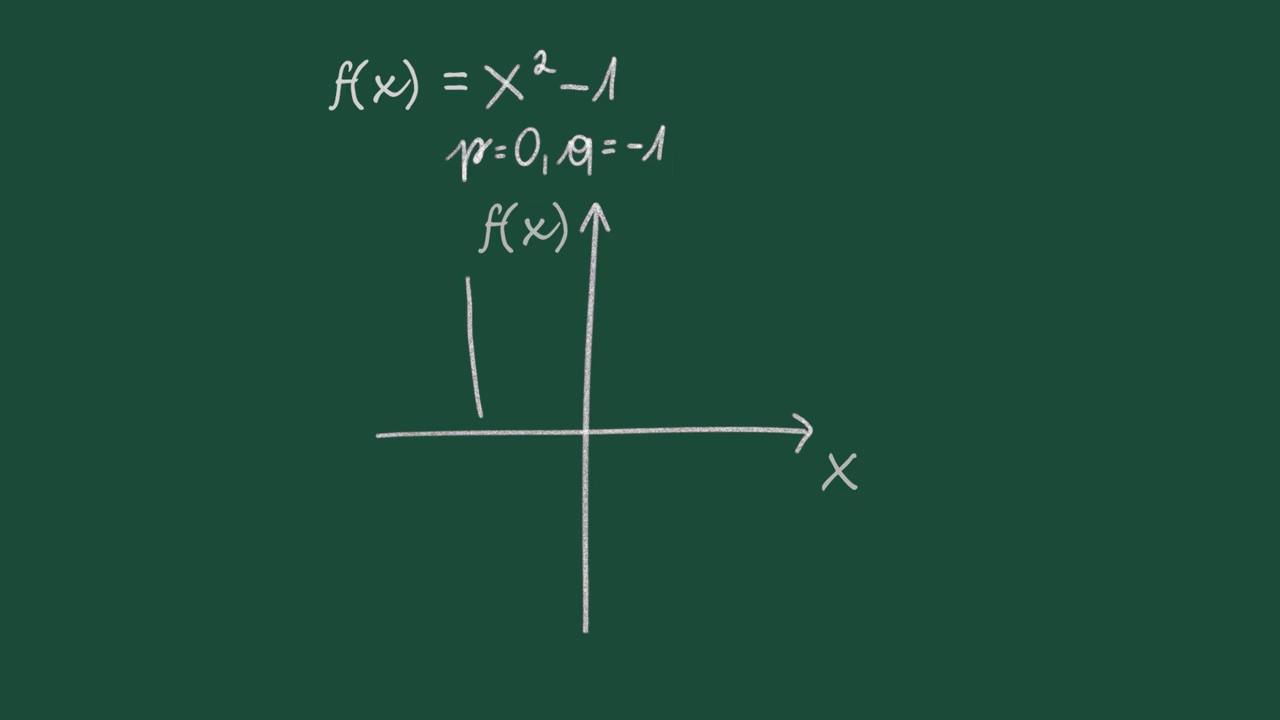 f(x) = x² - 1
p = 0, q = -1
f(x)
x